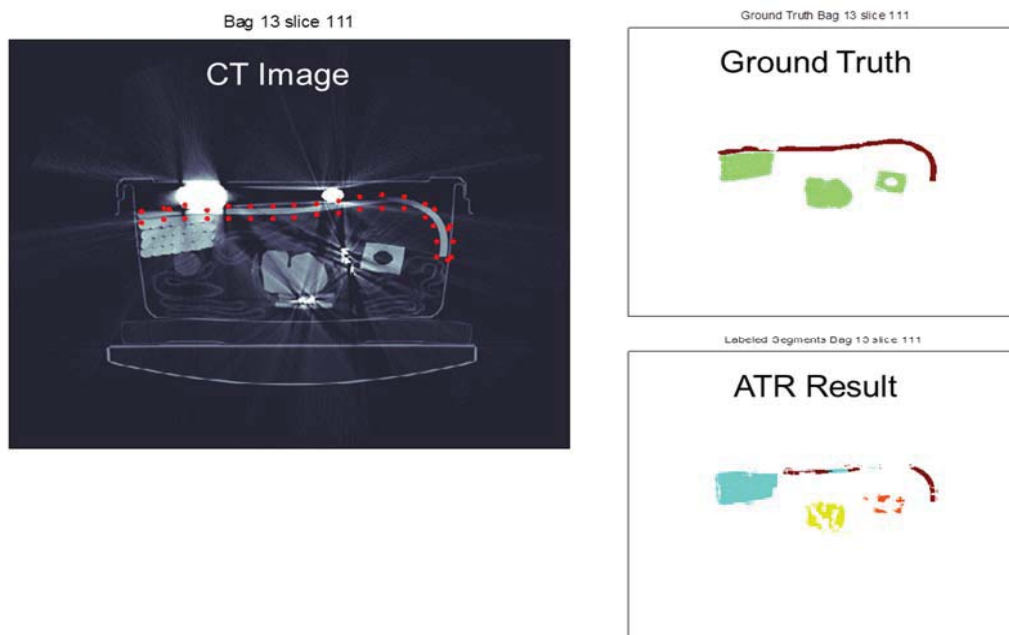 Bag 13 slice 111
CT Image
Ground Truth Bag 13 slice 111
Ground Truth
Labeled Segments Bag 13 slice 111
ATR Result